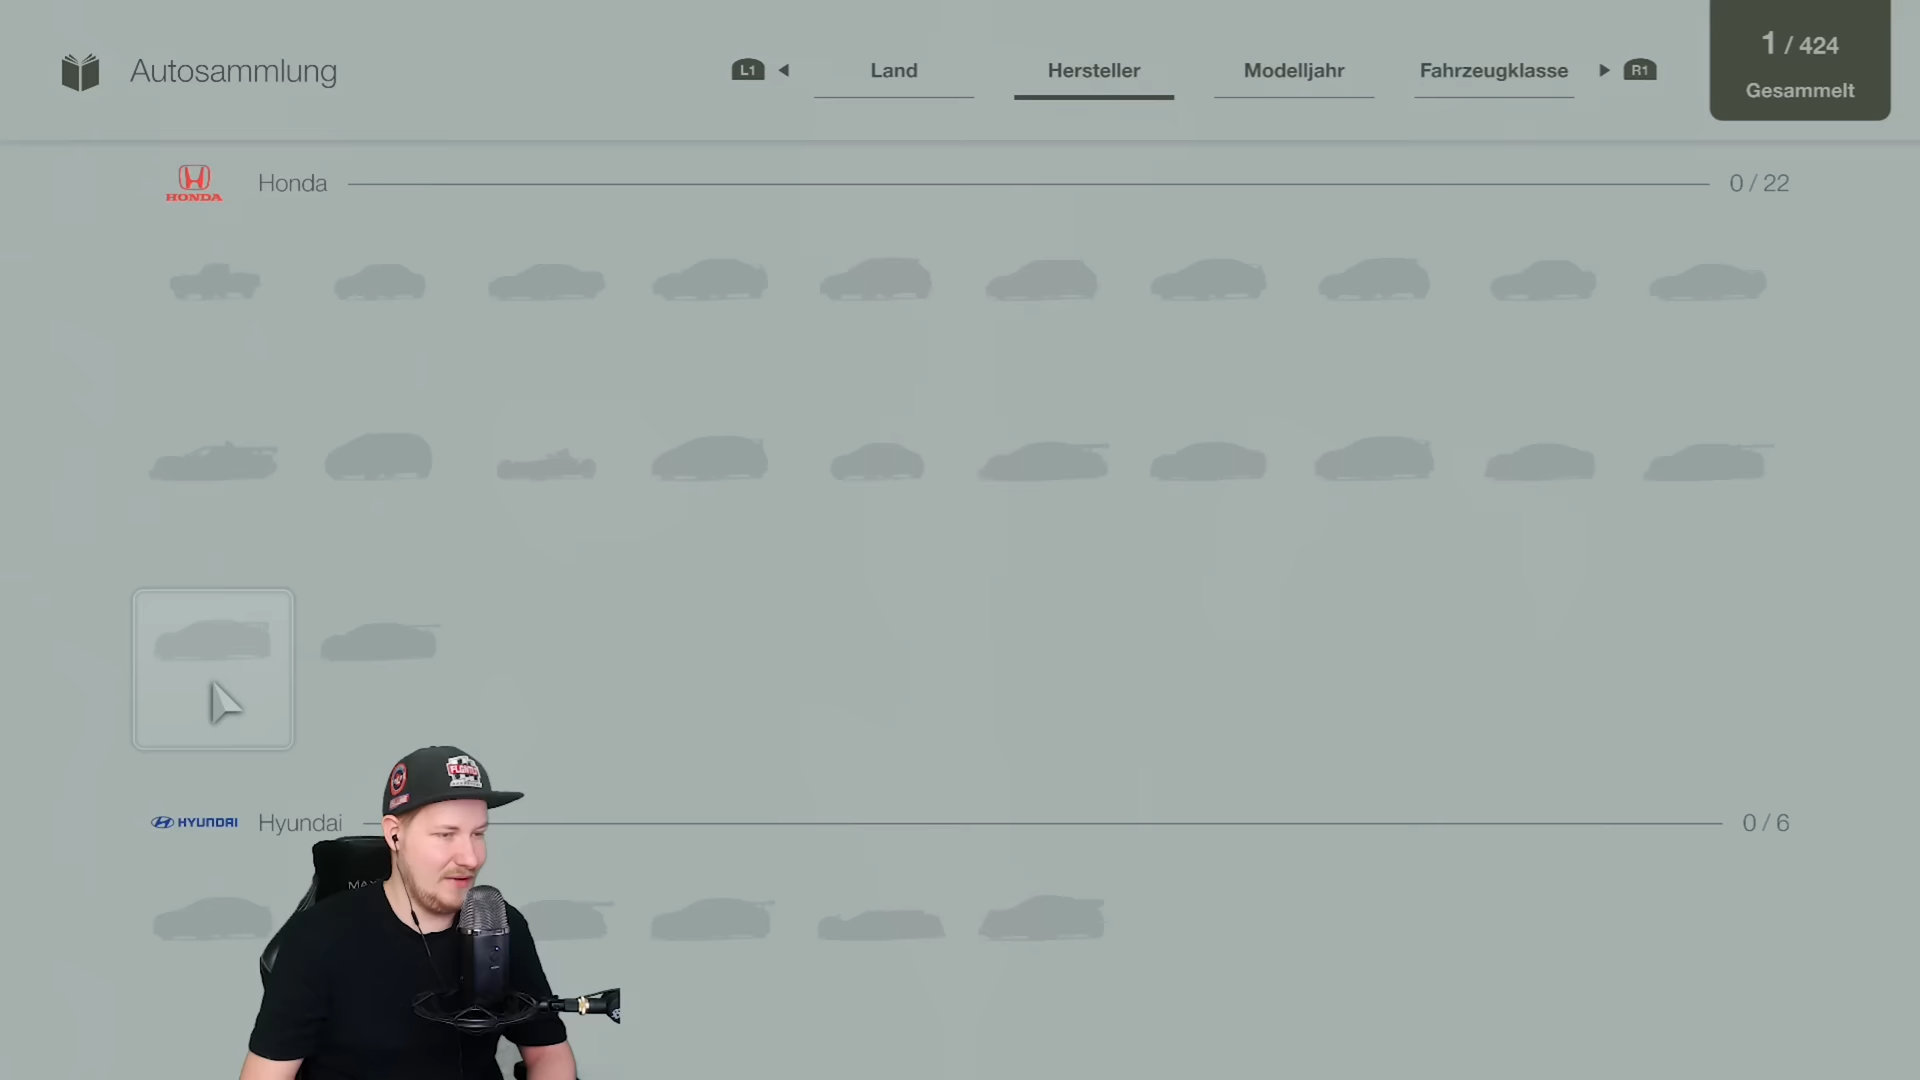 Autosammlung
L1
Land
Hersteller
Modelljahr
Fahrzeugklasse
R1
1 / 424
Gesammelt
HONDA
Honda
0 / 22
HYUNDAI
Hyundai
0 / 6